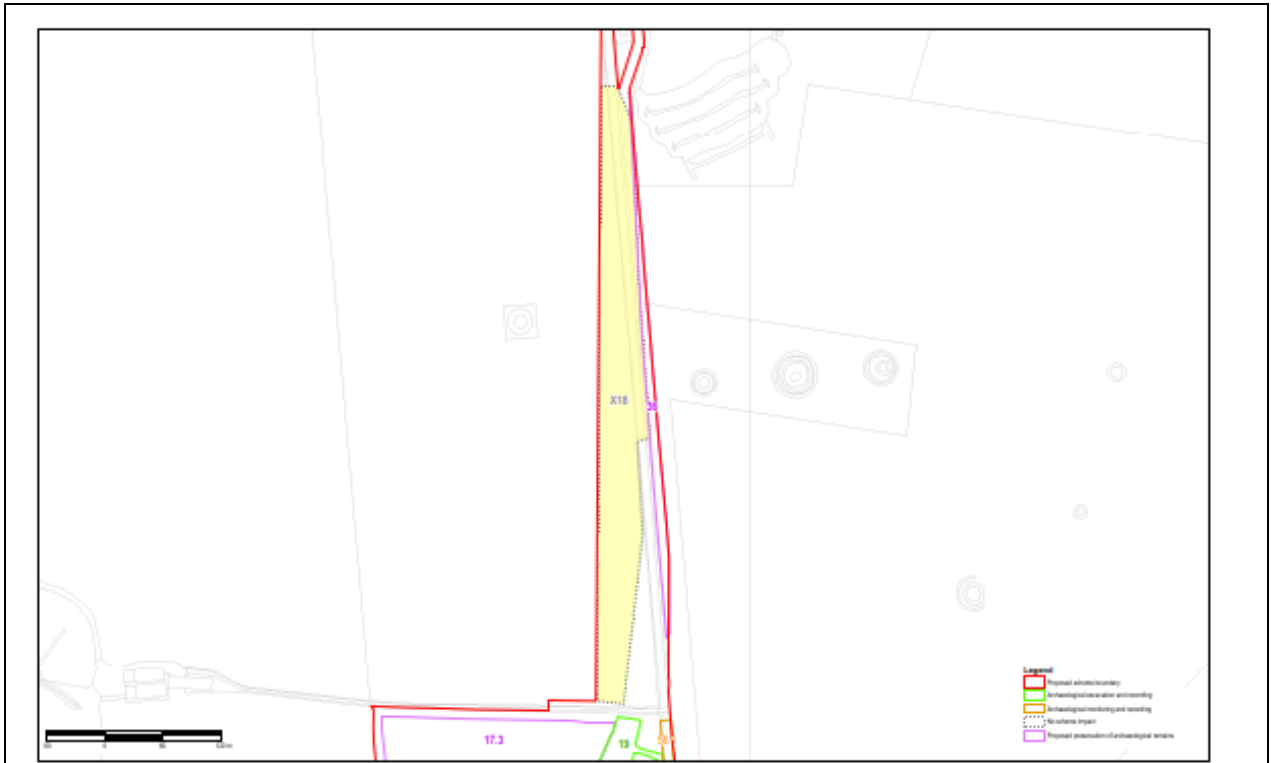 X18
17.3
19
Legend
Proposed scheme boundary
Archaeological excavation and recording
Archaeological monitoring and recording
No scheme impact
Proposed preservation of archaeological remains